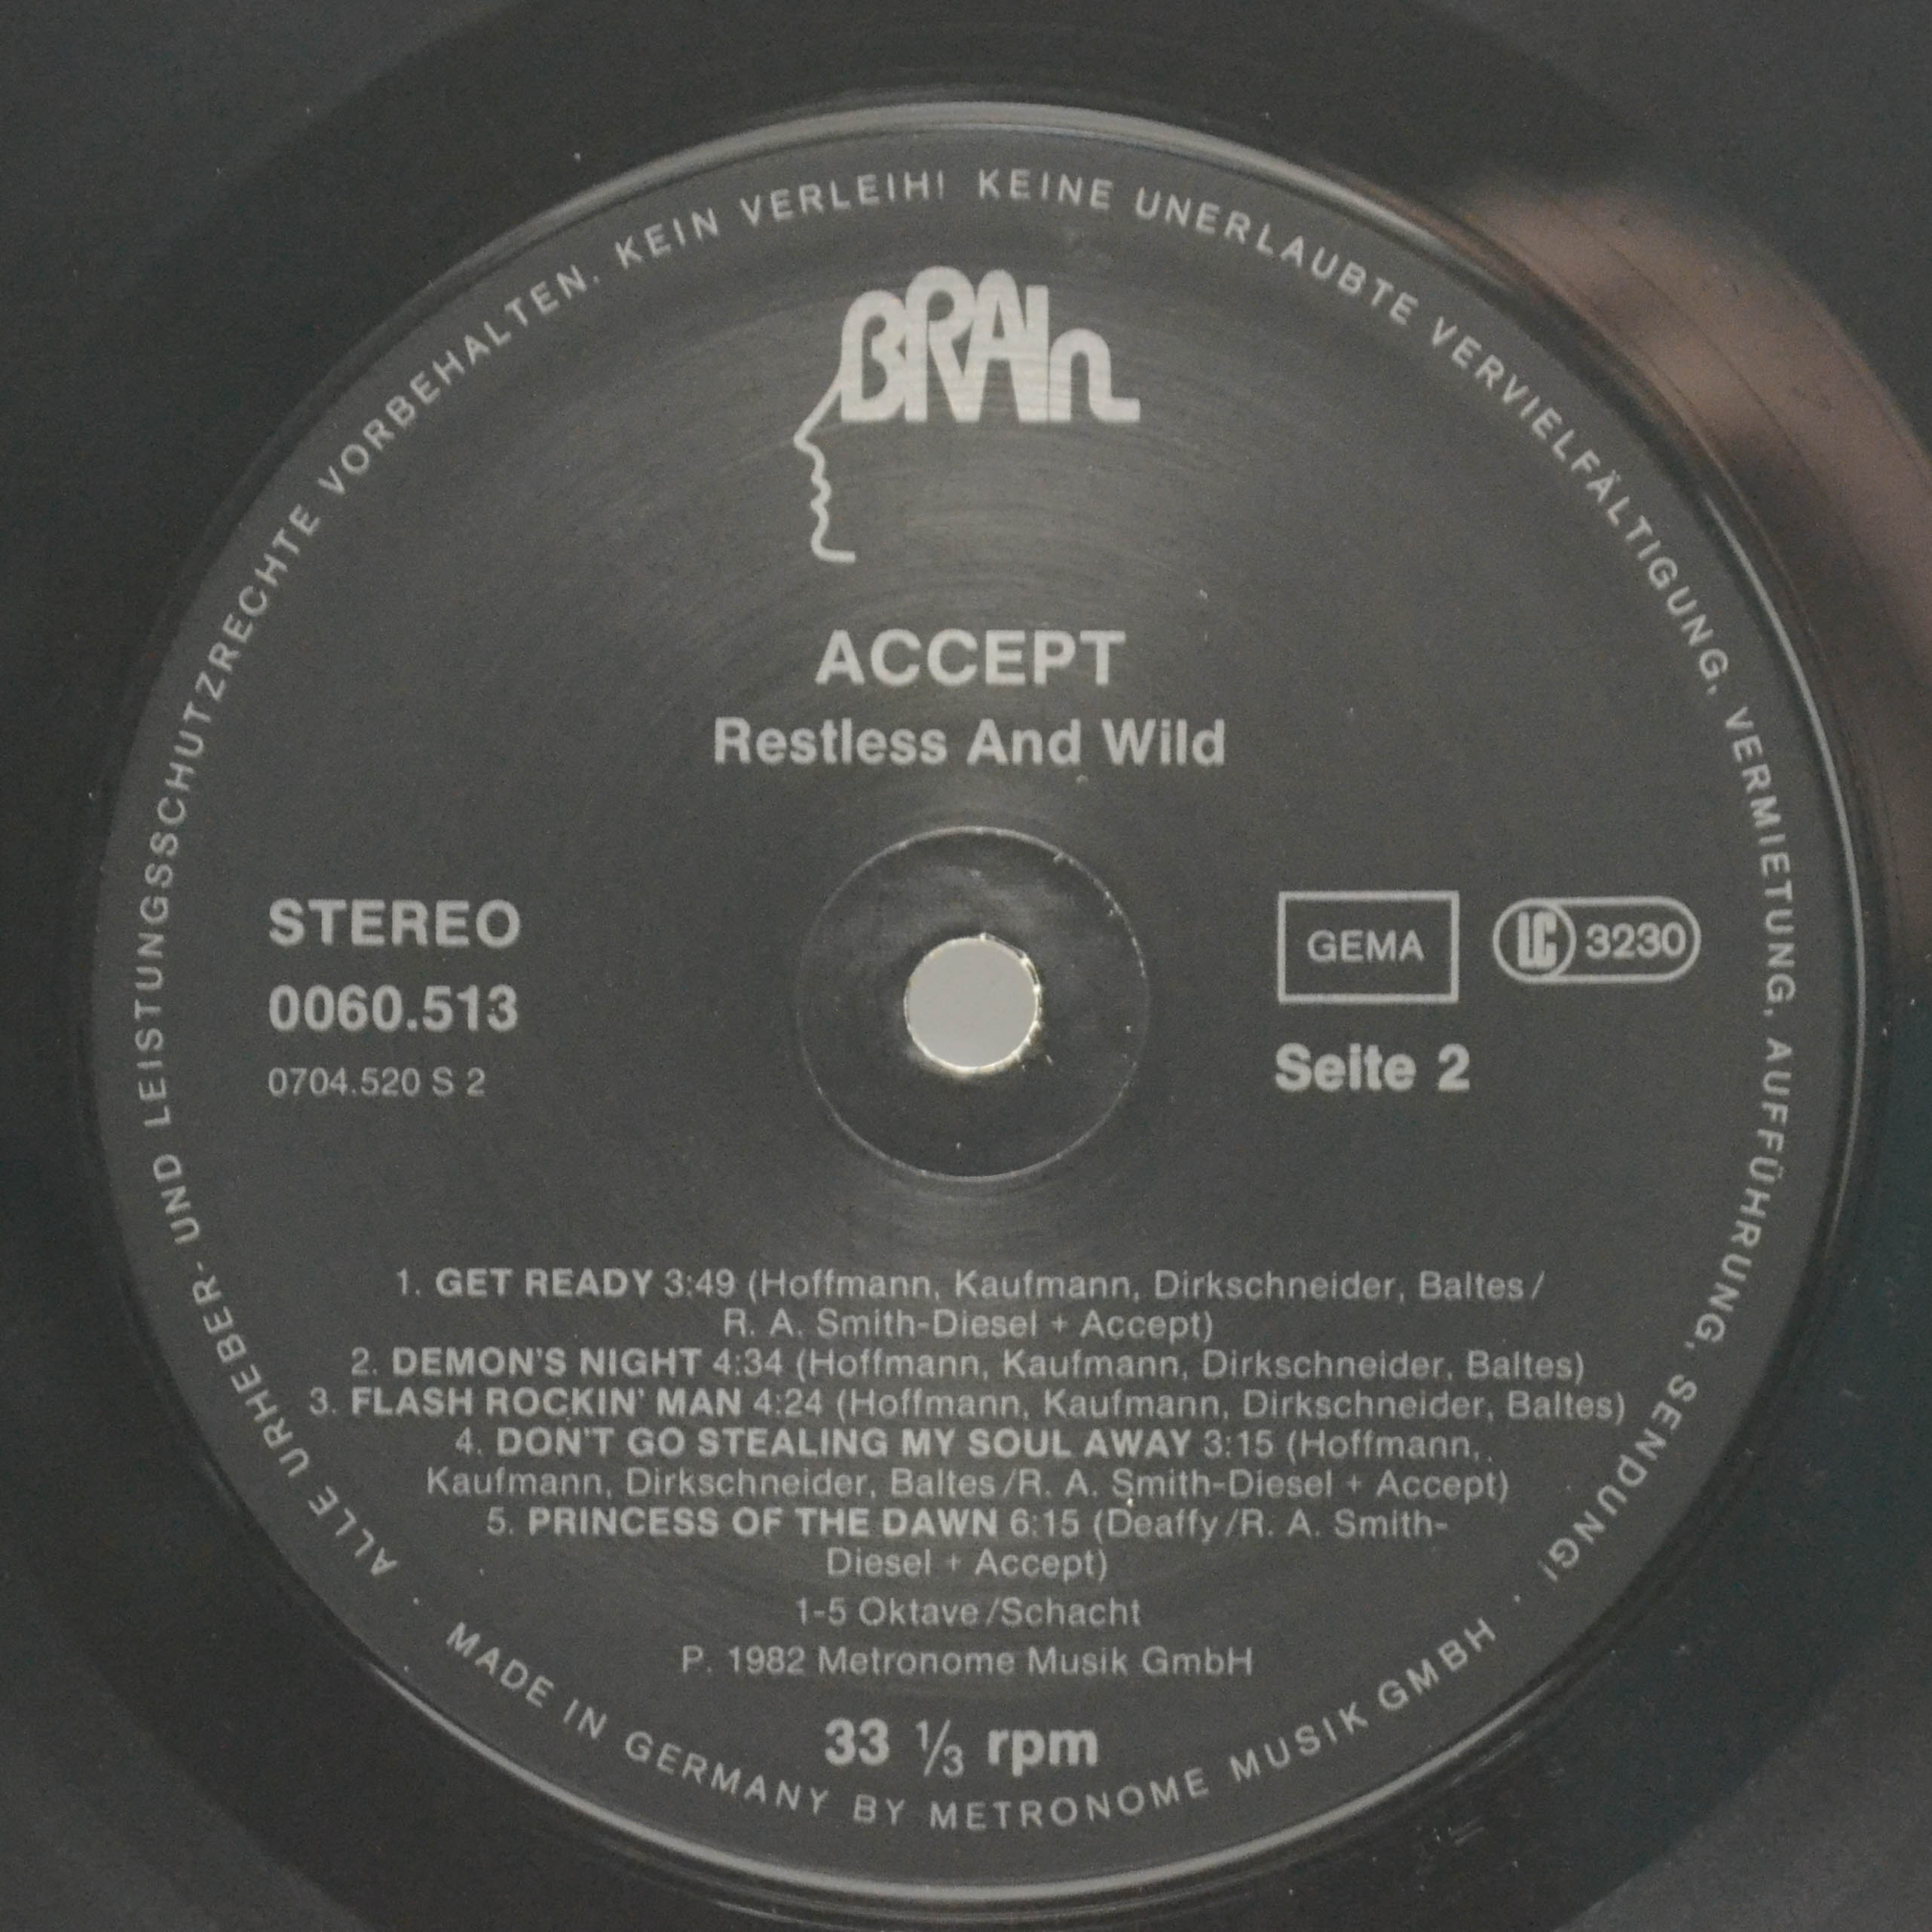 ALLE URHEBER- UND LEISTUNGSSCHUTZRECHTE VORBEHALTEN. KEIN VERLEIH! KEINE UNERLAUBTE VERVIELFÄLTIGUNG, VERMIETUNG, AUFFÜHRUNG, SENDUNG!
BRAIn
ACCEPT
Restless And Wild
STEREO
0060.513
0704.520 S 2
GEMA
LC 3230
Seite 2
1. GET READY 3:49 (Hoffmann, Kaufmann, Dirkschneider, Baltes/
R. A. Smith-Diesel + Accept)
2. DEMON'S NIGHT 4:34 (Hoffmann, Kaufmann, Dirkschneider, Baltes)
3. FLASH ROCKIN' MAN 4:24 (Hoffmann, Kaufmann, Dirkschneider, Baltes)
4. DON'T GO STEALING MY SOUL AWAY 3:15 (Hoffmann,
Kaufmann, Dirkschneider, Baltes/R. A. Smith-Diesel + Accept)
5. PRINCESS OF THE DAWN 6:15 (Deaffy/R. A. Smith-
Diesel + Accept)
1-5 Oktave/Schacht
P. 1982 Metronome Musik GmbH
33 ⅓ rpm
· MADE IN GERMANY BY METRONOME MUSIK GMBH ·